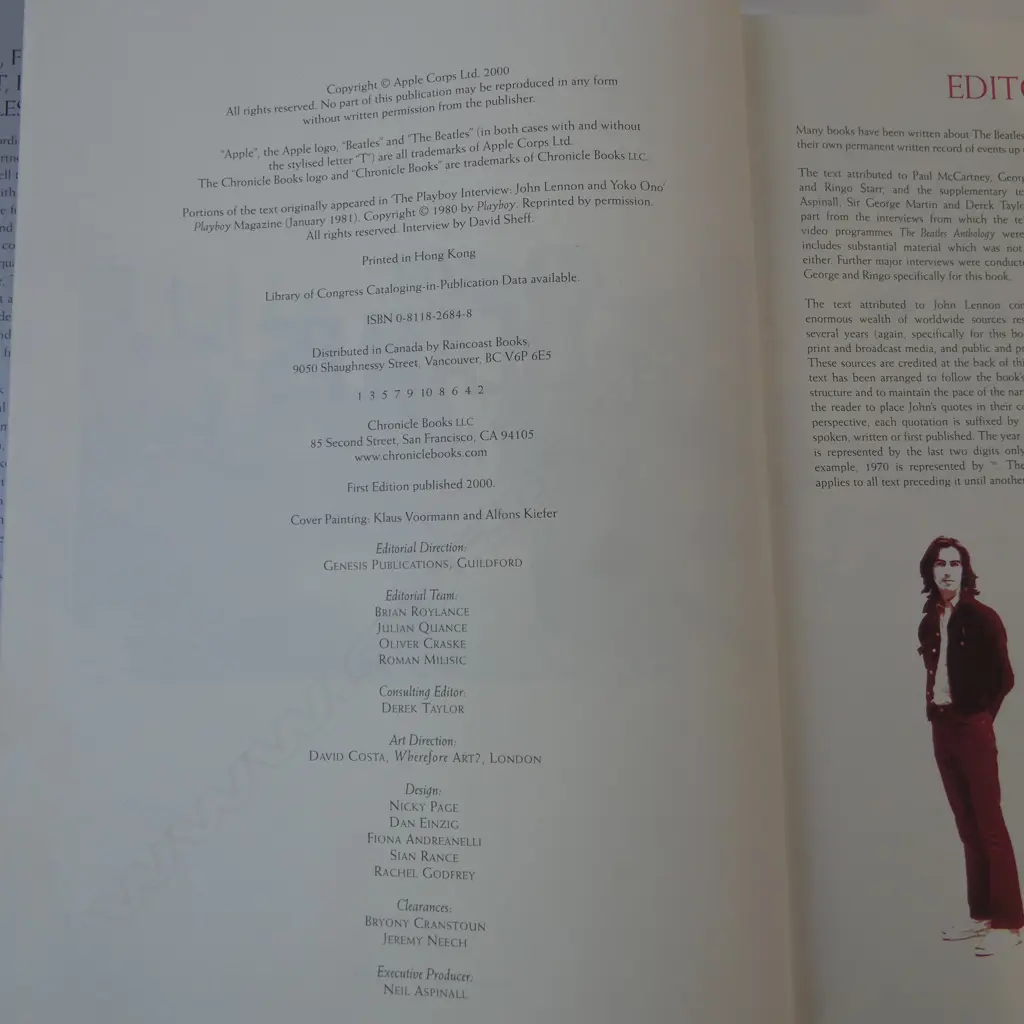 Copyright © Apple Corps Ltd. 2000
All rights reserved. No part of this publication may be reproduced in any form
without written permission from the publisher.
"Apple", the Apple logo, "Beatles" and "The Beatles" (in both cases with and without
the stylised letter "T") are all trademarks of Apple Corps Ltd.
The Chronicle Books logo and "Chronicle Books" are trademarks of Chronicle Books LLC.
Portions of the text originally appeared in 'The Playboy Interview: John Lennon and Yoko Ono'
Playboy Magazine (January 1981). Copyright © 1980 by Playboy. Reprinted by permission.
All rights reserved. Interview by David Sheff.
Printed in Hong Kong
Library of Congress Cataloging-in-Publication Data available.
ISBN 0-8118-2684-8
Distributed in Canada by Raincoast Books,
9050 Shaughnessy Street, Vancouver, BC V6P 6E5
1 3 5 7 9 10 8 6 4 2
Chronicle Books LLC
85 Second Street, San Francisco, CA 94105
www.chroniclebooks.com
First Edition published 2000.
Cover Painting: Klaus Voormann and Alfons Kiefer
Editorial Direction:
GENESIS PUBLICATIONS, GUILDFORD
Editorial Team:
BRIAN ROYLANCE
JULIAN QUANCE
OLIVER CRASKE
ROMAN MILISIC
Consulting Editor:
DEREK TAYLOR
Art Direction:
DAVID COSTA, Wherefore ART?, LONDON
Design:
NICKY PAGE
DAN EINZIG
FIONA ANDREANELLI
SIAN RANCE
RACHEL GODFREY
Clearances:
BRYONY CRANSTOUN
JEREMY NEECH
Executive Producer:
NEIL ASPINALL
EDITO
Many books have been written about The Beatles
their own permanent written record of events up
The text attributed to Paul McCartney, Georg
and Ringo Starr, and the supplementary te
Aspinall, Sir George Martin and Derek Taylo
part from the interviews from which the te
video programmes The Beatles Anthology were
includes substantial material which was not
either. Further major interviews were conducte
George and Ringo specifically for this book.
The text attributed to John Lennon com
enormous wealth of worldwide sources re
several years (again, specifically for this bo
print and broadcast media, and public and p
These sources are credited at the back of thi
text has been arranged to follow the book's
structure and to maintain the pace of the nar
the reader to place John's quotes in their c
perspective, each quotation is suffixed by
spoken, written or first published. The year
is represented by the last two digits only
example, 1970 is represented by The
applies to all text preceding it until another